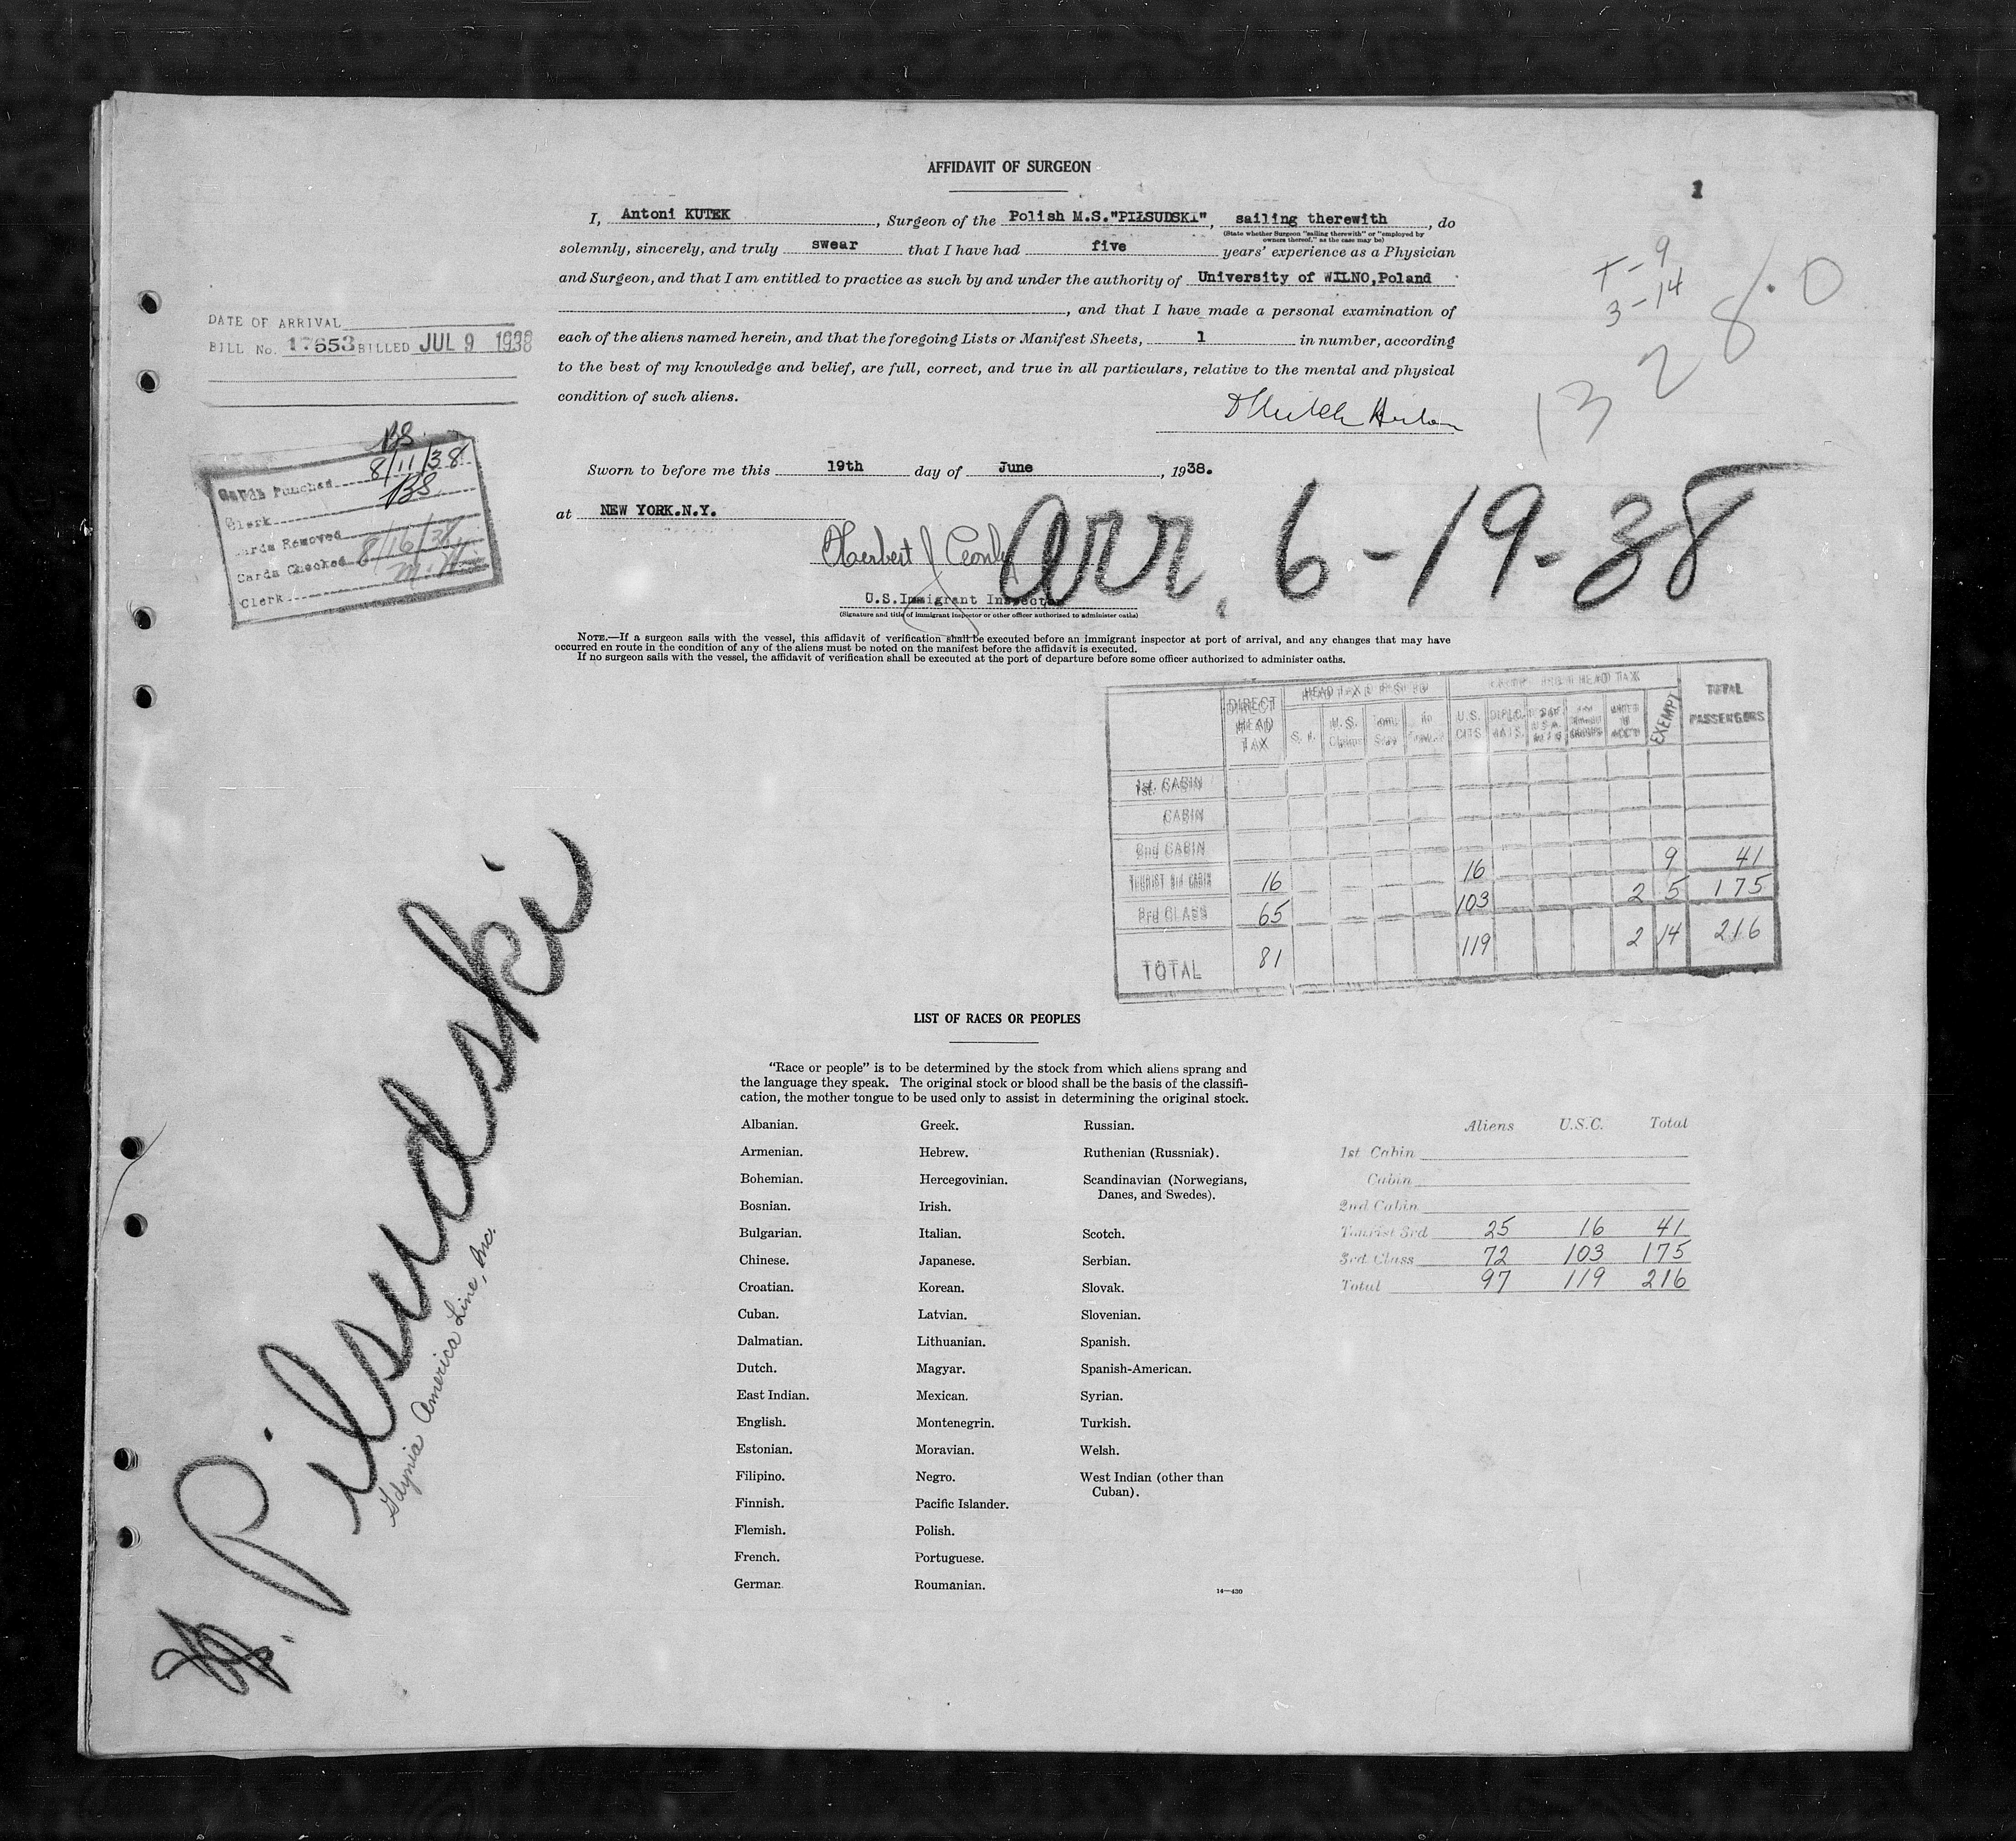 AFFIDAVIT OF SURGEON
1
I, Antoni KUTEK, Surgeon of the Polish M.S."PIŁSUDSKI", sailing therewith, do
(State whether Surgeon "sailing therewith" or "employed by
owners thereof," as the case may be)
solemnly, sincerely, and truly swear that I have had five years' experience as a Physician
and Surgeon, and that I am entitled to practice as such by and under the authority of University of WILNO,Poland
, and that I have made a personal examination of
each of the aliens named herein, and that the foregoing Lists or Manifest Sheets, 1 in number, according
to the best of my knowledge and belief, are full, correct, and true in all particulars, relative to the mental and physical
condition of such aliens.
T-9
3-14
13280
DATE OF ARRIVAL
BILL No. 17653 BILLED JUL 9 1938
BS.
Cards Punched 8/11/38
Clerk BS
Cards Removed
Cards Checked 8/16/38
Clerk
Sworn to before me this 19th day of June, 1938.
at NEW YORK.N.Y.
Herbert J
U.S.Immigrant Inspector
(Signature and title of immigrant inspector or other officer authorized to administer oaths)
Arr. 6-19-38
NOTE.—If a surgeon sails with the vessel, this affidavit of verification shall be executed before an immigrant inspector at port of arrival, and any changes that may have
occurred en route in the condition of any of the aliens must be noted on the manifest before the affidavit is executed.
If no surgeon sails with the vessel, the affidavit of verification shall be executed at the port of departure before some officer authorized to administer oaths.
DIRECT HEAD TAX U.S. CITS EXEMPT TOTAL PASSENGERS
1st. CABIN
CABIN
2nd CABIN
TOURIST 3rd CABIN 16 16 9 41
3rd CLASS 65 103 2 5 175
TOTAL 81 119 2 14 216
Pilsudski
Gdynia America Line, Inc.
LIST OF RACES OR PEOPLES
"Race or people" is to be determined by the stock from which aliens sprang and
the language they speak. The original stock or blood shall be the basis of the classifi-
cation, the mother tongue to be used only to assist in determining the original stock.
Albanian.
Armenian.
Bohemian.
Bosnian.
Bulgarian.
Chinese.
Croatian.
Cuban.
Dalmatian.
Dutch.
East Indian.
English.
Estonian.
Filipino.
Finnish.
Flemish.
French.
German.
Greek.
Hebrew.
Hercegovinian.
Irish.
Italian.
Japanese.
Korean.
Latvian.
Lithuanian.
Magyar.
Mexican.
Montenegrin.
Moravian.
Negro.
Pacific Islander.
Polish.
Portuguese.
Roumanian.
Russian.
Ruthenian (Russniak).
Scandinavian (Norwegians,
Danes, and Swedes).
Scotch.
Serbian.
Slovak.
Slovenian.
Spanish.
Spanish-American.
Syrian.
Turkish.
Welsh.
West Indian (other than
Cuban).
14—430
Aliens U.S.C. Total
1st Cabin
Cabin
2nd Cabin
Tourist 3rd 25 16 41
3rd Class 72 103 175
Total 97 119 216